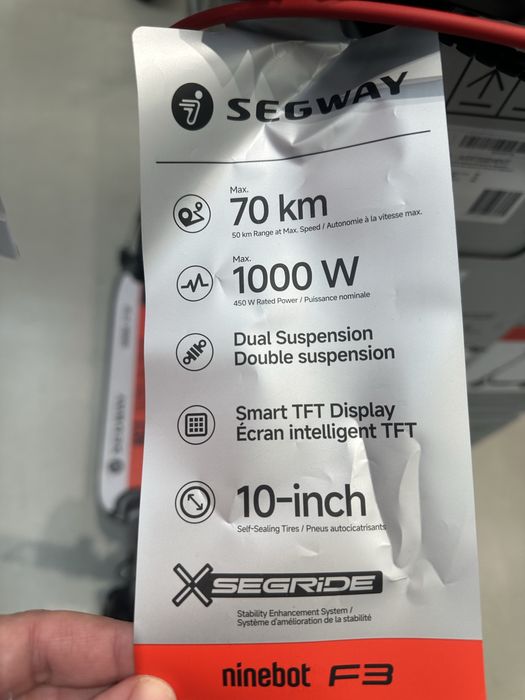 SEGWAY
Max.
70 km
50 km Range at Max. Speed / Autonomie à la vitesse max.
Max.
1000 W
450 W Rated Power / Puissance nominale
Dual Suspension
Double suspension
Smart TFT Display
Écran intelligent TFT
10-inch
Self-Sealing Tires / Pneus autocicatrisants
SEGRiDE
Stability Enhancement System /
Système d'amélioration de la stabilité
ninebot F3